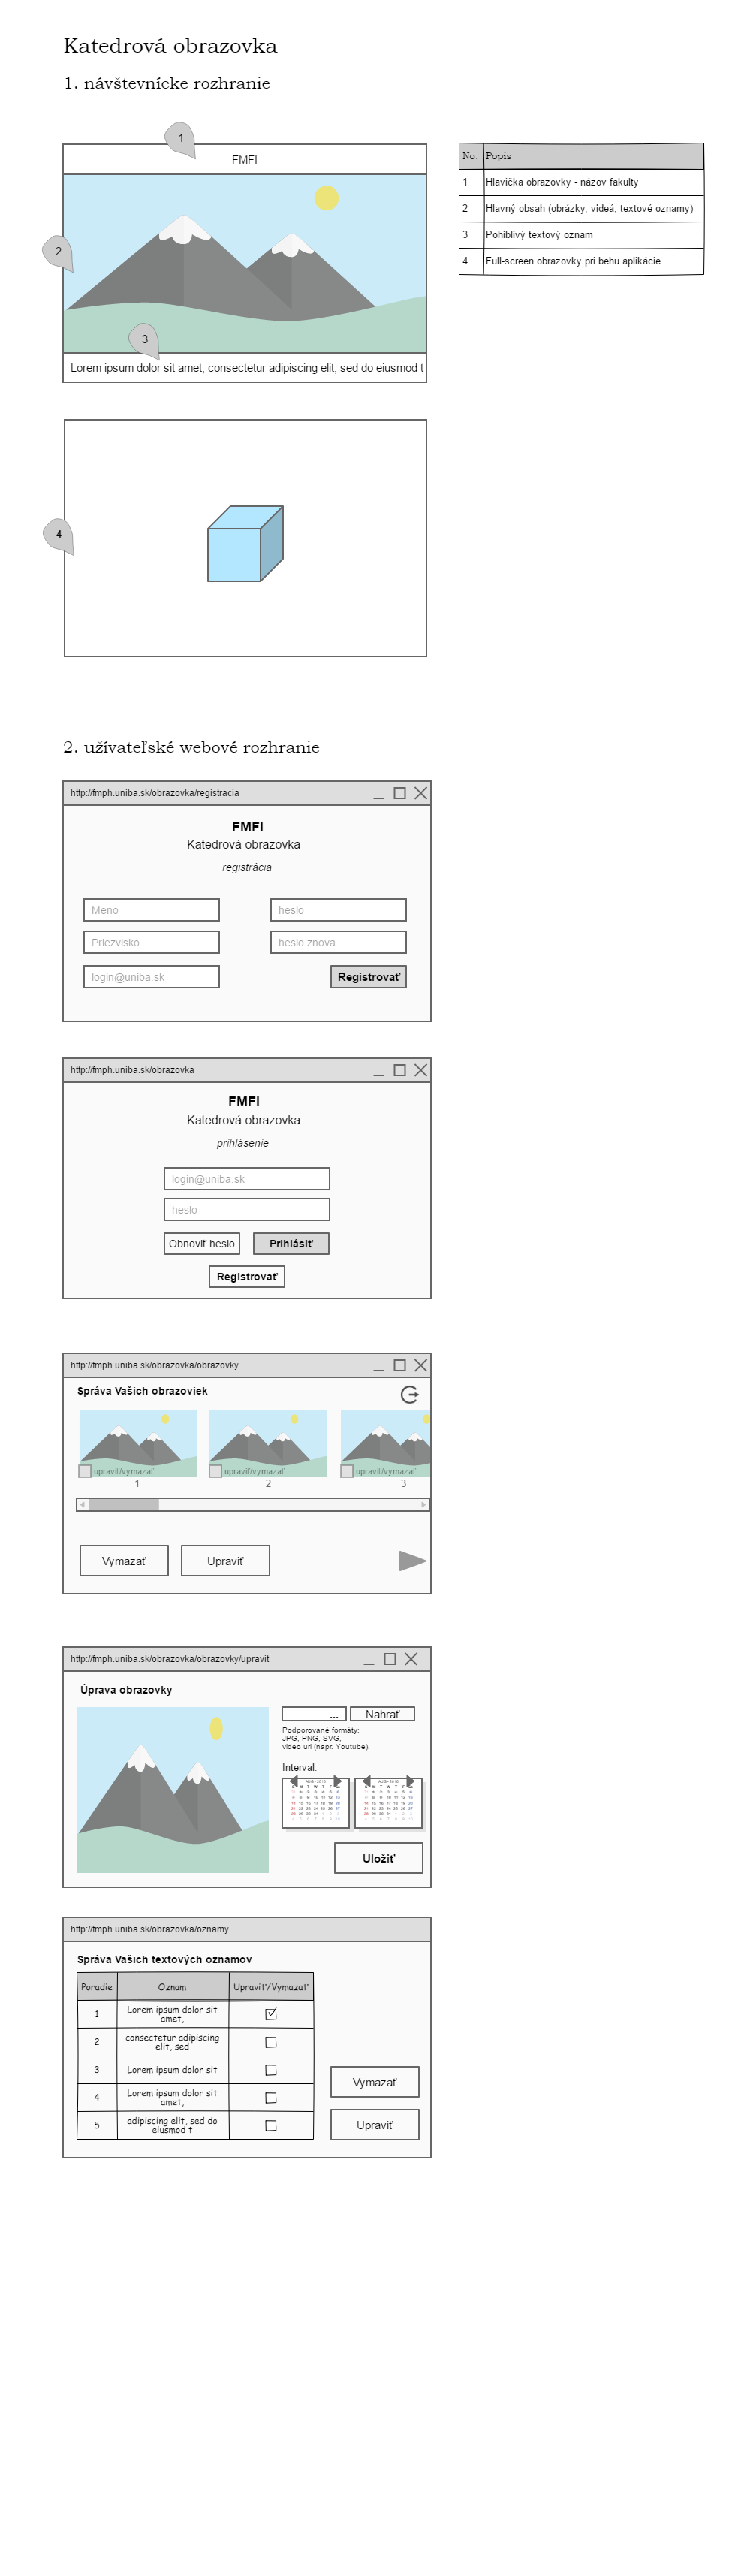 Katedrová obrazovka
1. návštevnícke rozhranie
1
FMFI
2
3
Lorem ipsum dolor sit amet, consectetur adipiscing elit, sed do eiusmod t
No. Popis
1 Hlavička obrazovky - názov fakulty
2 Hlavný obsah (obrázky, videá, textové oznamy)
3 Pohiblivý textový oznam
4 Full-screen obrazovky pri behu aplikácie
4
2. užívateľské webové rozhranie
http://fmph.uniba.sk/obrazovka/registracia
FMFI
Katedrová obrazovka
registrácia
Meno heslo
Priezvisko heslo znova
login@uniba.sk Registrovať
http://fmph.uniba.sk/obrazovka
FMFI
Katedrová obrazovka
prihlásenie
login@uniba.sk
heslo
Obnoviť heslo Prihlásiť
Registrovať
http://fmph.uniba.sk/obrazovka/obrazovky
Správa Vašich obrazoviek
upraviť/vymazať upraviť/vymazať upraviť/vymazať
1 2 3
Vymazať Upraviť
http://fmph.uniba.sk/obrazovka/obrazovky/upravit
Úprava obrazovky
... Nahrať
Podporované formáty:
JPG, PNG, SVG,
video url (napr. Youtube).
Interval:
Uložiť
http://fmph.uniba.sk/obrazovka/oznamy
Správa Vašich textových oznamov
Poradie Oznam Upraviť/Vymazať
1 Lorem ipsum dolor sit
amet,
2 consectetur adipiscing
elit, sed
3 Lorem ipsum dolor sit
4 Lorem ipsum dolor sit
amet,
5 adipiscing elit, sed do
eiusmod t
Vymazať
Upraviť